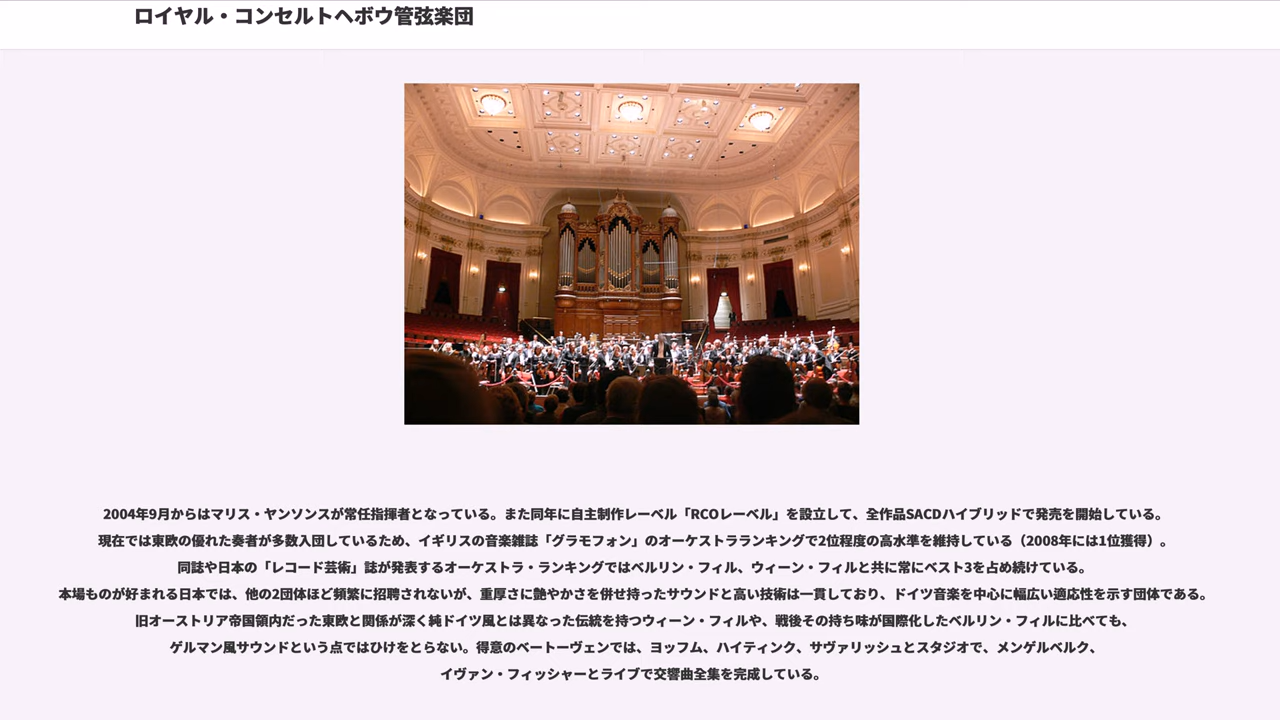 ロイヤル・コンセルトヘボウ管弦楽団
2004年9月からはマリス・ヤンソンスが常任指揮者となっている。また同年に自主制作レーベル「RCOレーベル」を設立して、全作品SACDハイブリッドで発売を開始している。
現在では東欧の優れた奏者が多数入団しているため、イギリスの音楽雑誌「グラモフォン」のオーケストラランキングで2位程度の高水準を維持している（2008年には1位獲得）。
同誌や日本の「レコード芸術」誌が発表するオーケストラ・ランキングではベルリン・フィル、ウィーン・フィルと共に常にベスト3を占め続けている。
本場ものが好まれる日本では、他の2団体ほど頻繁に招聘されないが、重厚さに艶やかさを併せ持ったサウンドと高い技術は一貫しており、ドイツ音楽を中心に幅広い適応性を示す団体である。
旧オーストリア帝国領内だった東欧と関係が深く純ドイツ風とは異なった伝統を持つウィーン・フィルや、戦後その持ち味が国際化したベルリン・フィルに比べても、
ゲルマン風サウンドという点ではひけをとらない。得意のベートーヴェンでは、ヨッフム、ハイティンク、サヴァリッシュとスタジオで、メンゲルベルク、
イヴァン・フィッシャーとライブで交響曲全集を完成している。